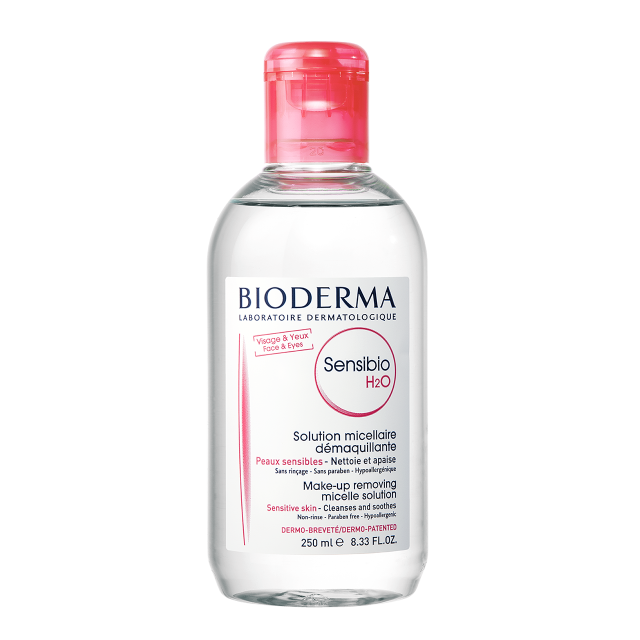 BIODERMA
LABORATOIRE DERMATOLOGIQUE
Visage & Yeux
Face & Eyes
Sensibio
H2O
Solution micellaire
démaquillante
Peaux sensibles - Nettoie et apaise
Sans rinçage - Sans paraben - Hypoallergénique
Make-up removing
micelle solution
Sensitive skin - Cleanses and soothes
Non-rinse - Paraben free - Hypoallergenic
DERMO-BREVETÉ/DERMO-PATENTED
250 ml ℮ 8.33 FL.OZ.